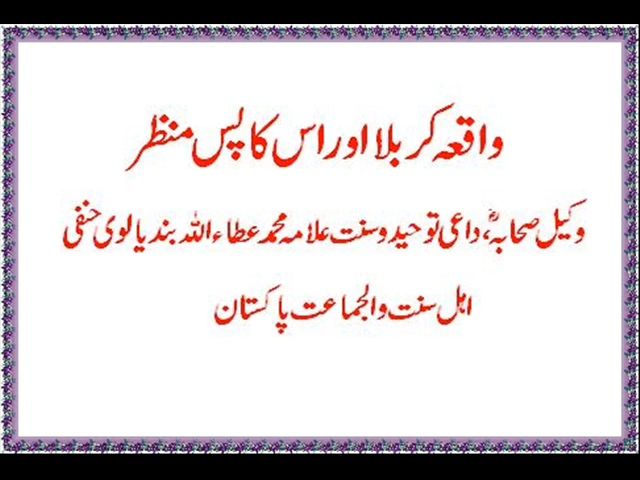 واقعہ کربلا اور اس کا پس منظر
وکیل صحابہؓ، داعی توحید و سنت علامہ محمد عطاء اللہ بندیالوی حنفی
اہل سنت والجماعت پاکستان